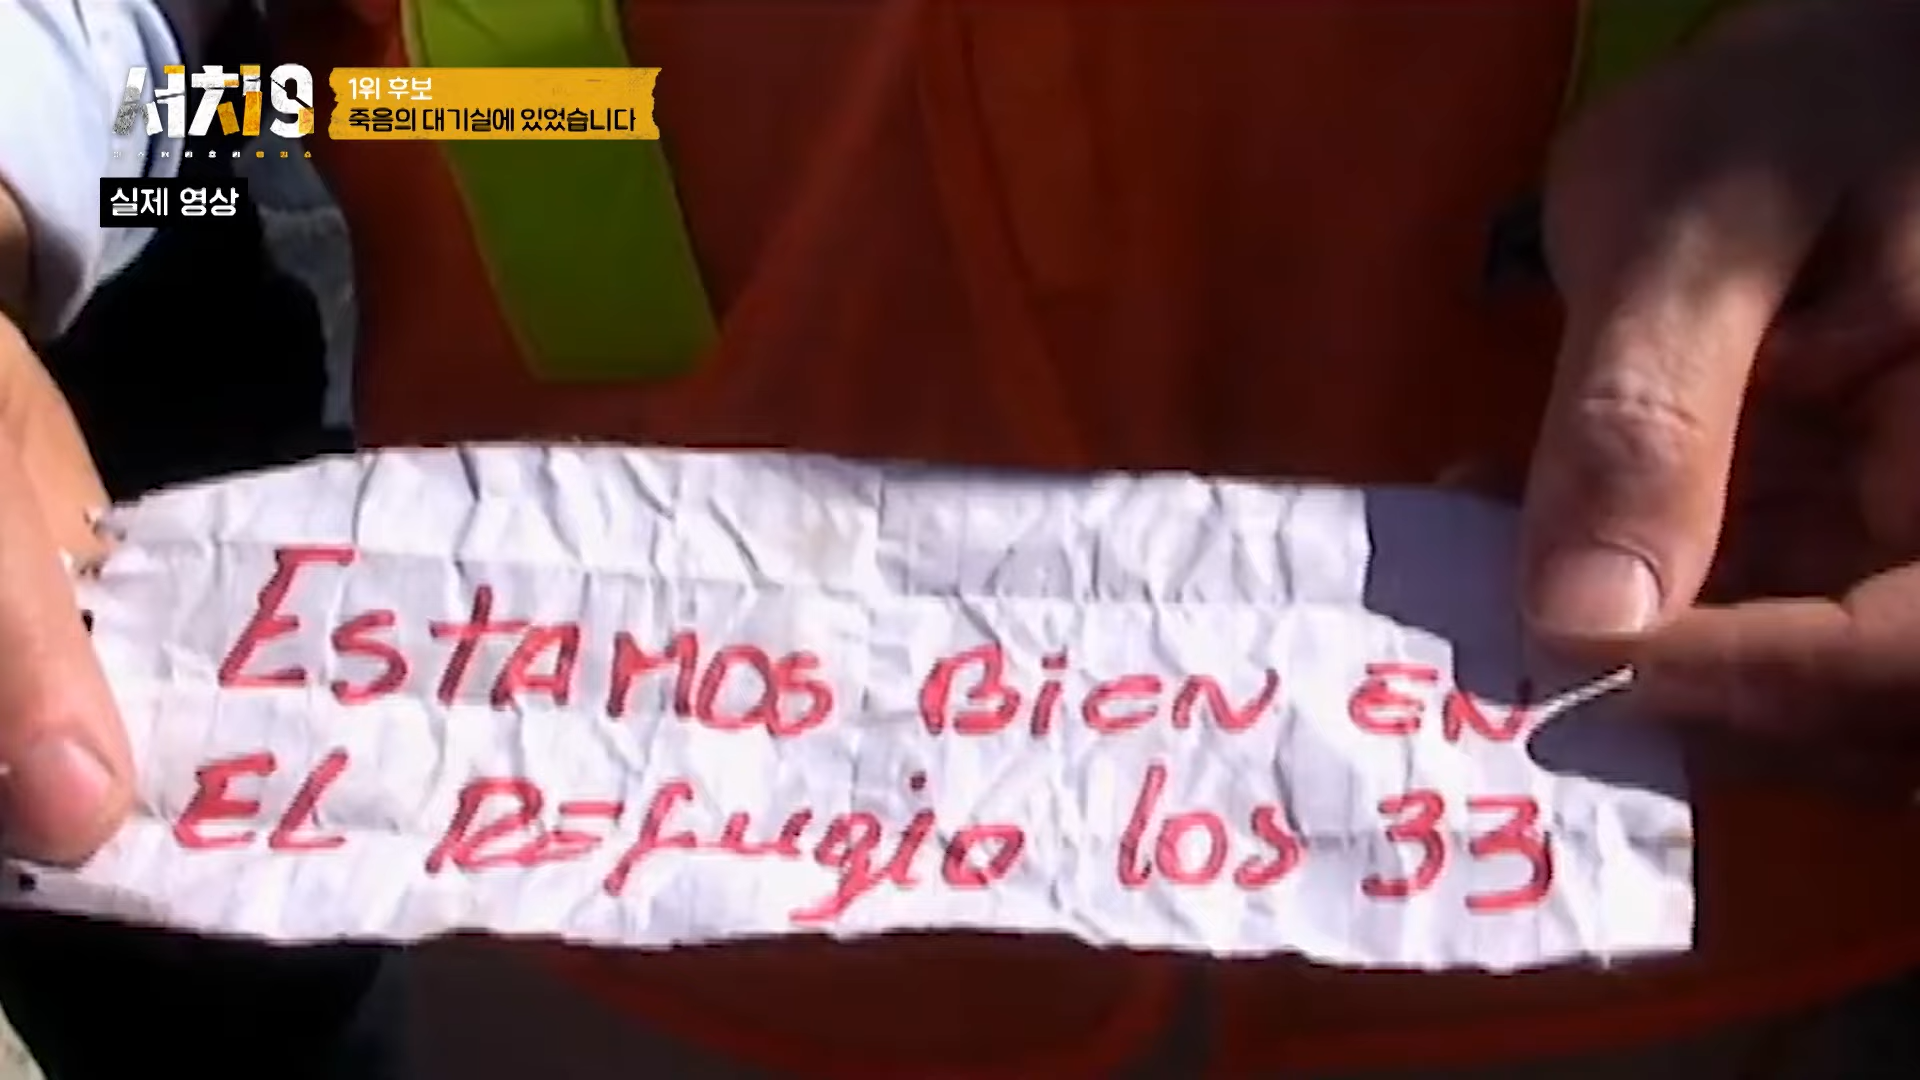 서치9
1위 후보
죽음의 대기실에 있었습니다
실제 영상
ESTAMOS BiEN EN
EL REfugio los 33